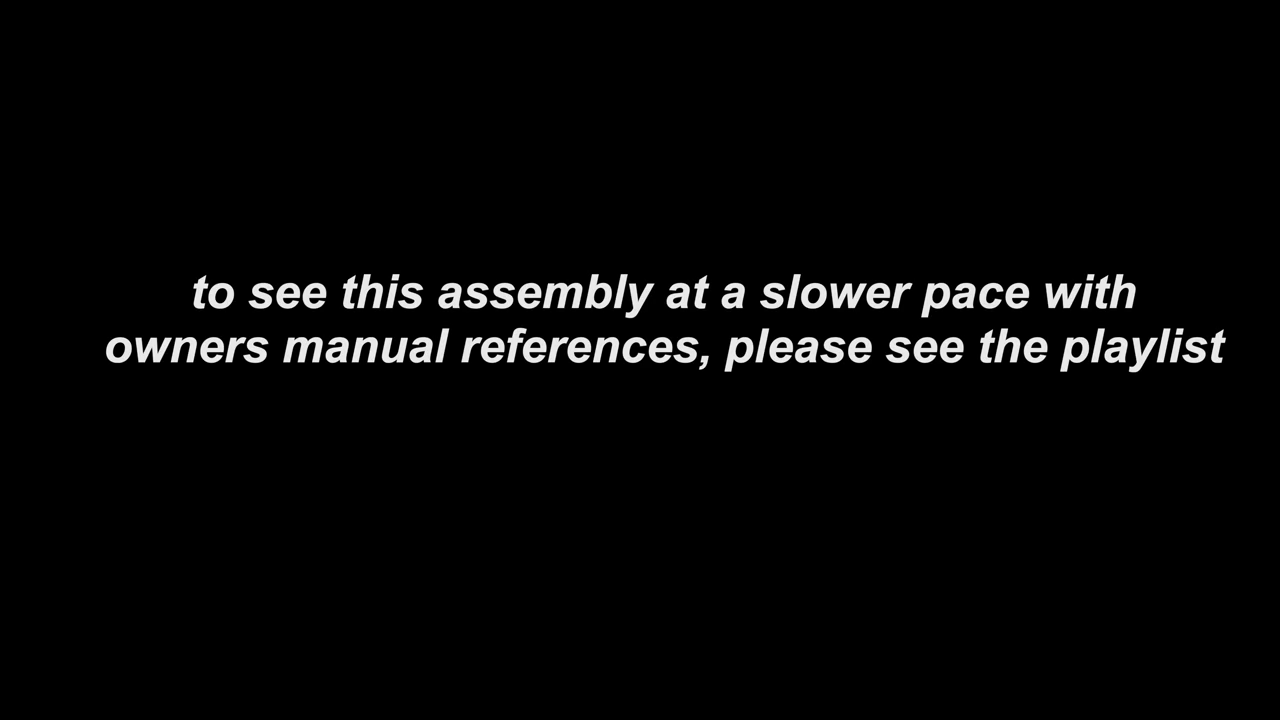 to see this assembly at a slower pace with
owners manual references, please see the playlist